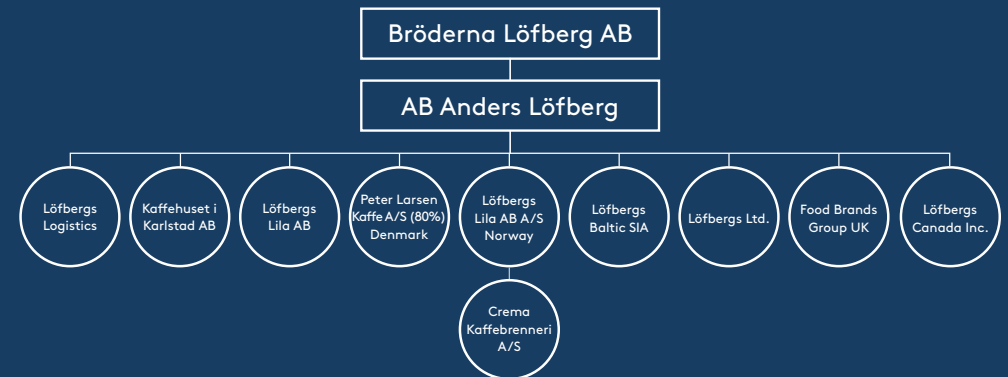 Bröderna Löfberg AB
AB Anders Löfberg
Löfbergs
Logistics
Kaffehuset i
Karlstad AB
Löfbergs
Lila AB
Peter Larsen
Kaffe A/S (80%)
Denmark
Löfbergs
Lila AB A/S
Norway
Löfbergs
Baltic SIA
Löfbergs Ltd.
Food Brands
Group UK
Löfbergs
Canada Inc.
Crema
Kaffebrenneri
A/S